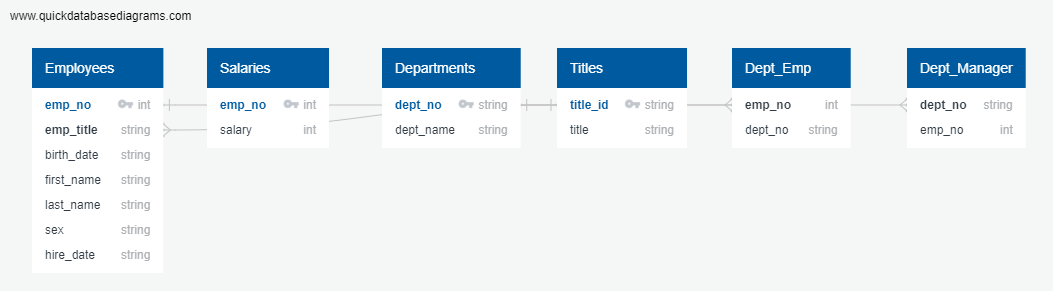 www.quickdatabasediagrams.com
Employees
emp_no int
emp_title string
birth_date string
first_name string
last_name string
sex string
hire_date string
Salaries
emp_no int
salary int
Departments
dept_no string
dept_name string
Titles
title_id string
title string
Dept_Emp
emp_no int
dept_no string
Dept_Manager
dept_no string
emp_no int